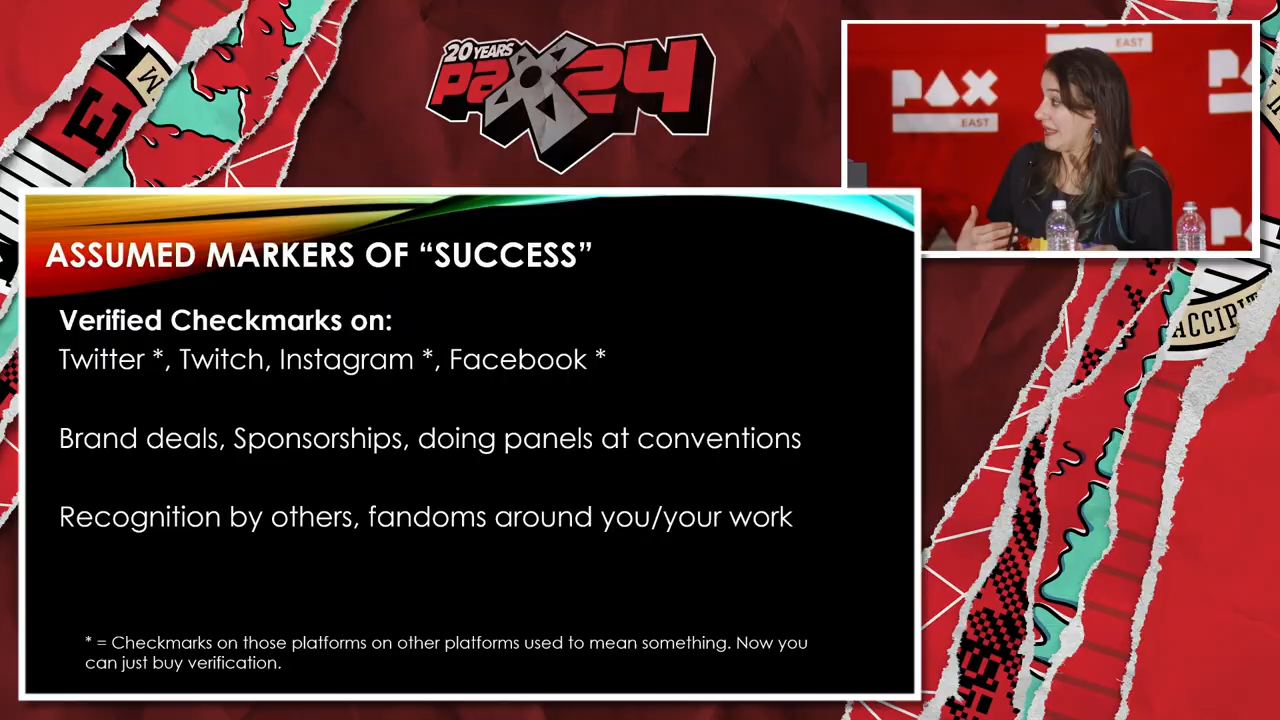 20 YEARS
PAX24
EAST
PAX
EAST
ASSUMED MARKERS OF “SUCCESS”
Verified Checkmarks on:
Twitter *, Twitch, Instagram *, Facebook *
Brand deals, Sponsorships, doing panels at conventions
Recognition by others, fandoms around you/your work
* = Checkmarks on those platforms on other platforms used to mean something. Now you
can just buy verification.